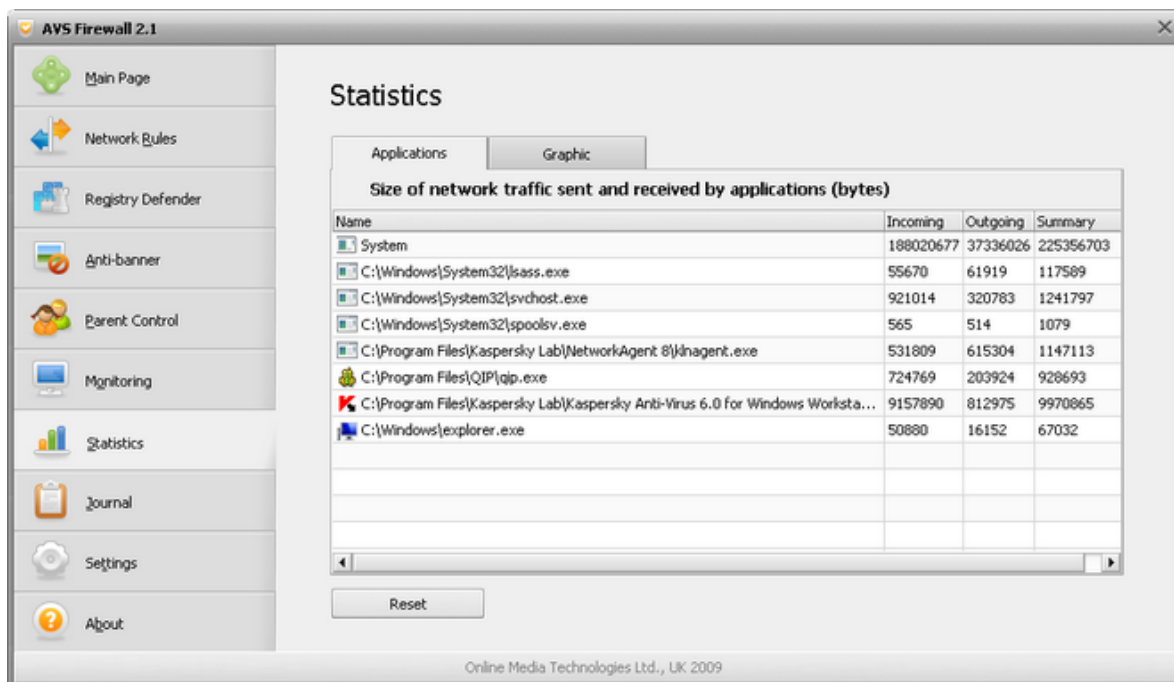 AVS Firewall 2.1
Main Page
Network Rules
Registry Defender
Anti-banner
Parent Control
Monitoring
Statistics
Journal
Settings
About
Statistics
Applications Graphic
Size of network traffic sent and received by applications (bytes)
Name Incoming Outgoing Summary
System 188020677 37336026 225356703
C:\Windows\System32\lsass.exe 55670 61919 117589
C:\Windows\System32\svchost.exe 921014 320783 1241797
C:\Windows\System32\spoolsv.exe 565 514 1079
C:\Program Files\Kaspersky Lab\NetworkAgent 8\klnagent.exe 531809 615304 1147113
C:\Program Files\QIP\qip.exe 724769 203924 928693
C:\Program Files\Kaspersky Lab\Kaspersky Anti-Virus 6.0 for Windows Worksta... 9157890 812975 9970865
C:\Windows\explorer.exe 50880 16152 67032
Reset
Online Media Technologies Ltd., UK 2009